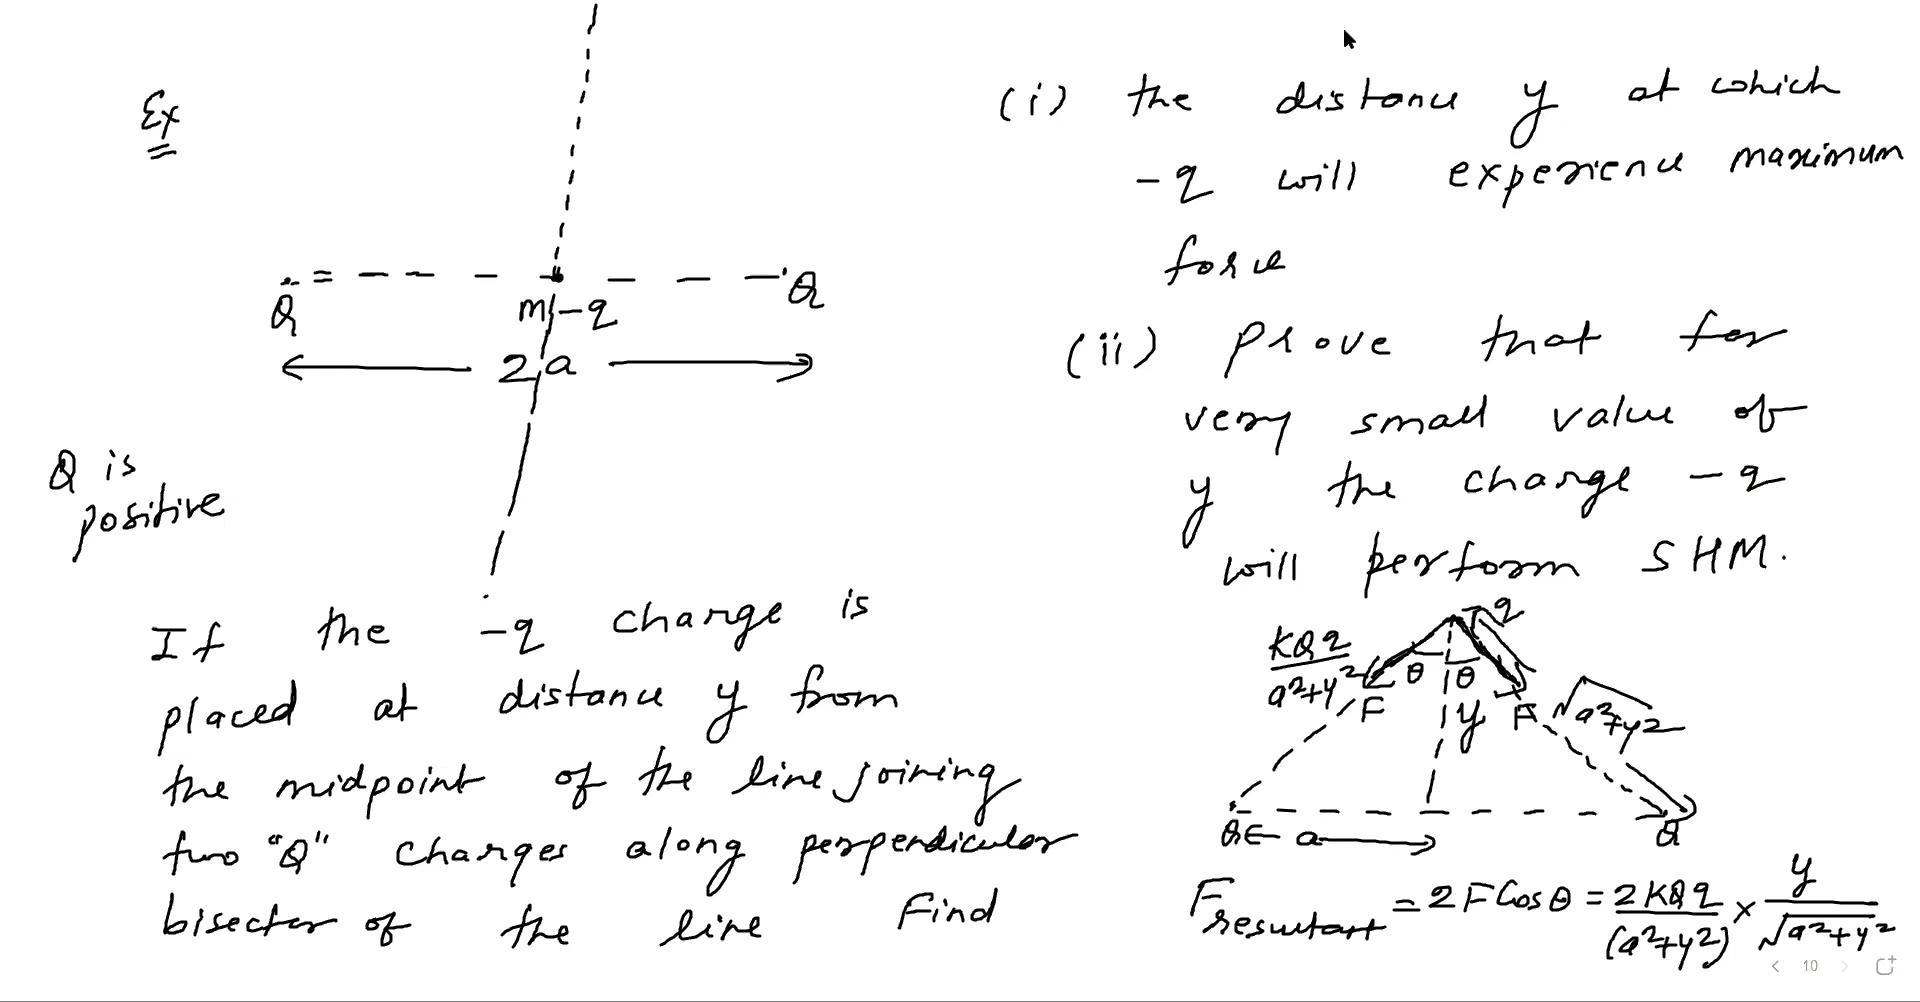 Ex
Q = - - - - - - - Q
m -q
2a
Q is
positive
If the -q charge is
placed at distance y from
the midpoint of the line joining
two "Q" charges along perpendicular
bisector of the line Find
(i) the distance y at which
-q will experience maximum
force
(ii) prove that for
very small value of
y the charge -q
will perform SHM.
q
KQq/a²+y² θ θ
F y F √a²+y²
Q ← a → Q
F resultant = 2FCosθ = 2KQq/(a²+y²) × y/√a²+y²
10